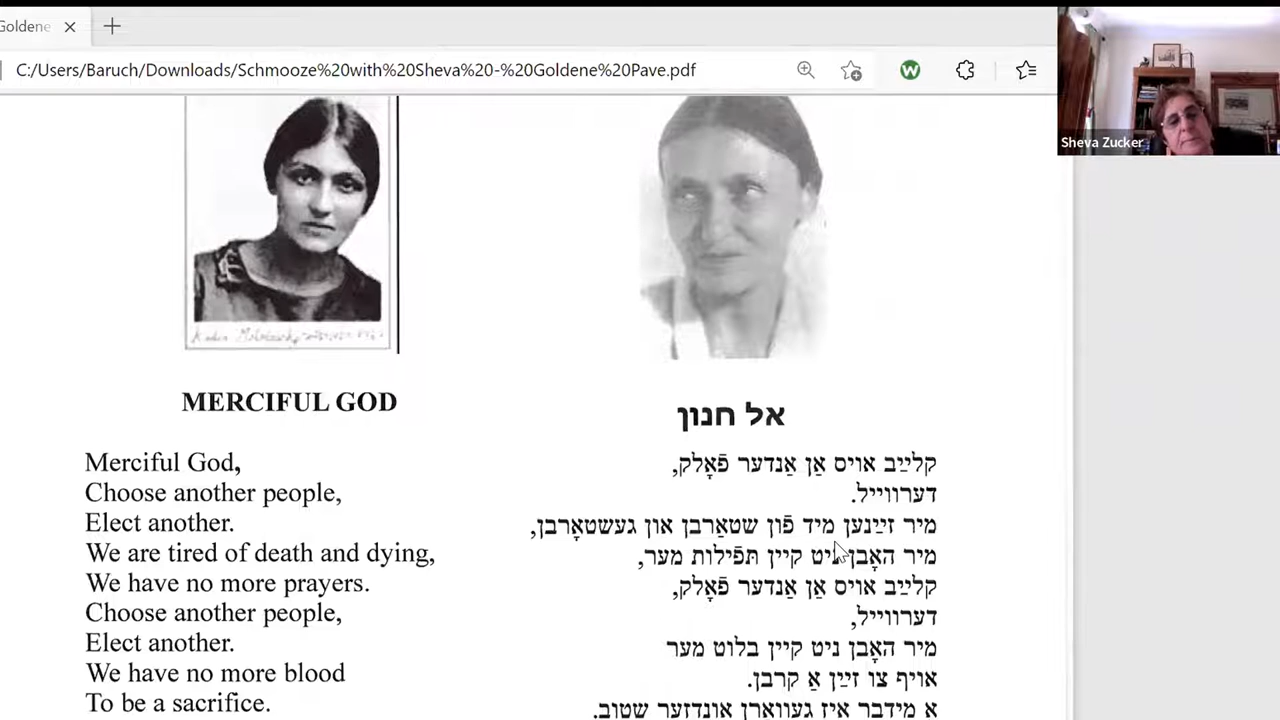 Goldene
C:/Users/Baruch/Downloads/Schmooze%20with%20Sheva%20-%20Goldene%20Pave.pdf
Sheva Zucker
MERCIFUL GOD
Merciful God,
Choose another people,
Elect another.
We are tired of death and dying,
We have no more prayers.
Choose another people,
Elect another.
We have no more blood
To be a sacrifice.
אל חנון
קלײַב אויס אַן אַנדער פֿאָלק,
דערווייל.
מיר זײַנען מיד פֿון שטאַרבן און געשטאָרבן,
מיר האָבן ניט קיין תּפֿילות מער,
קלײַב אויס אַן אַנדער פֿאָלק,
דערווייל,
מיר האָבן ניט קיין בלוט מער
אויף צו זײַן אַ קרבן.
א מידבר איז געווארן אונדזער שטוב.